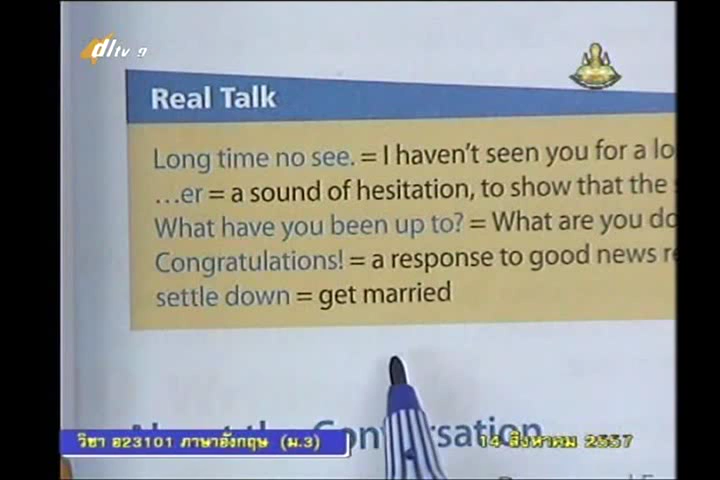 dltv 9
Real Talk
Long time no see. = I haven't seen you for a lo
...er = a sound of hesitation, to show that the
What have you been up to? = What are you do
Congratulations! = a response to good news re
settle down = get married
วิชา อ23101 ภาษาอังกฤษ (ม.3)
14 สิงหาคม 2557